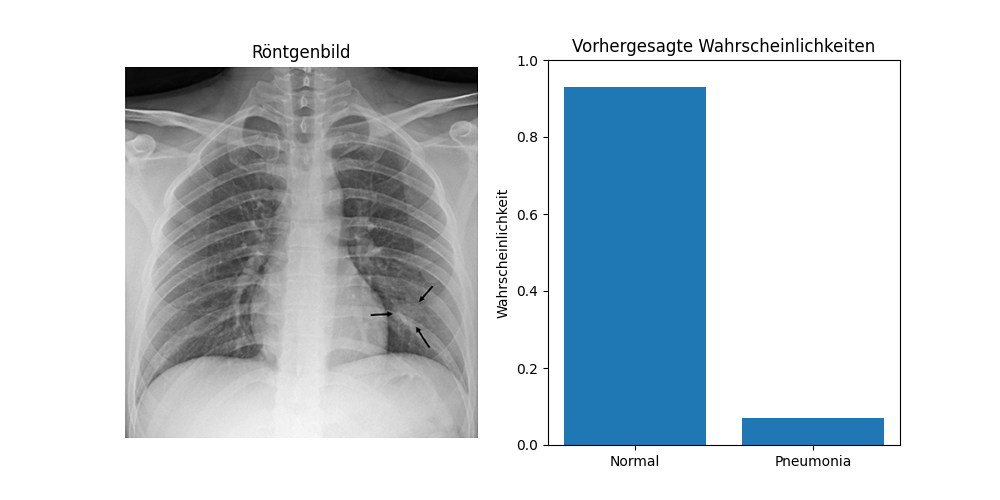 Röntgenbild
Vorhergesagte Wahrscheinlichkeiten
Wahrscheinlichkeit
1.0
0.8
0.6
0.4
0.2
0.0
Normal
Pneumonia